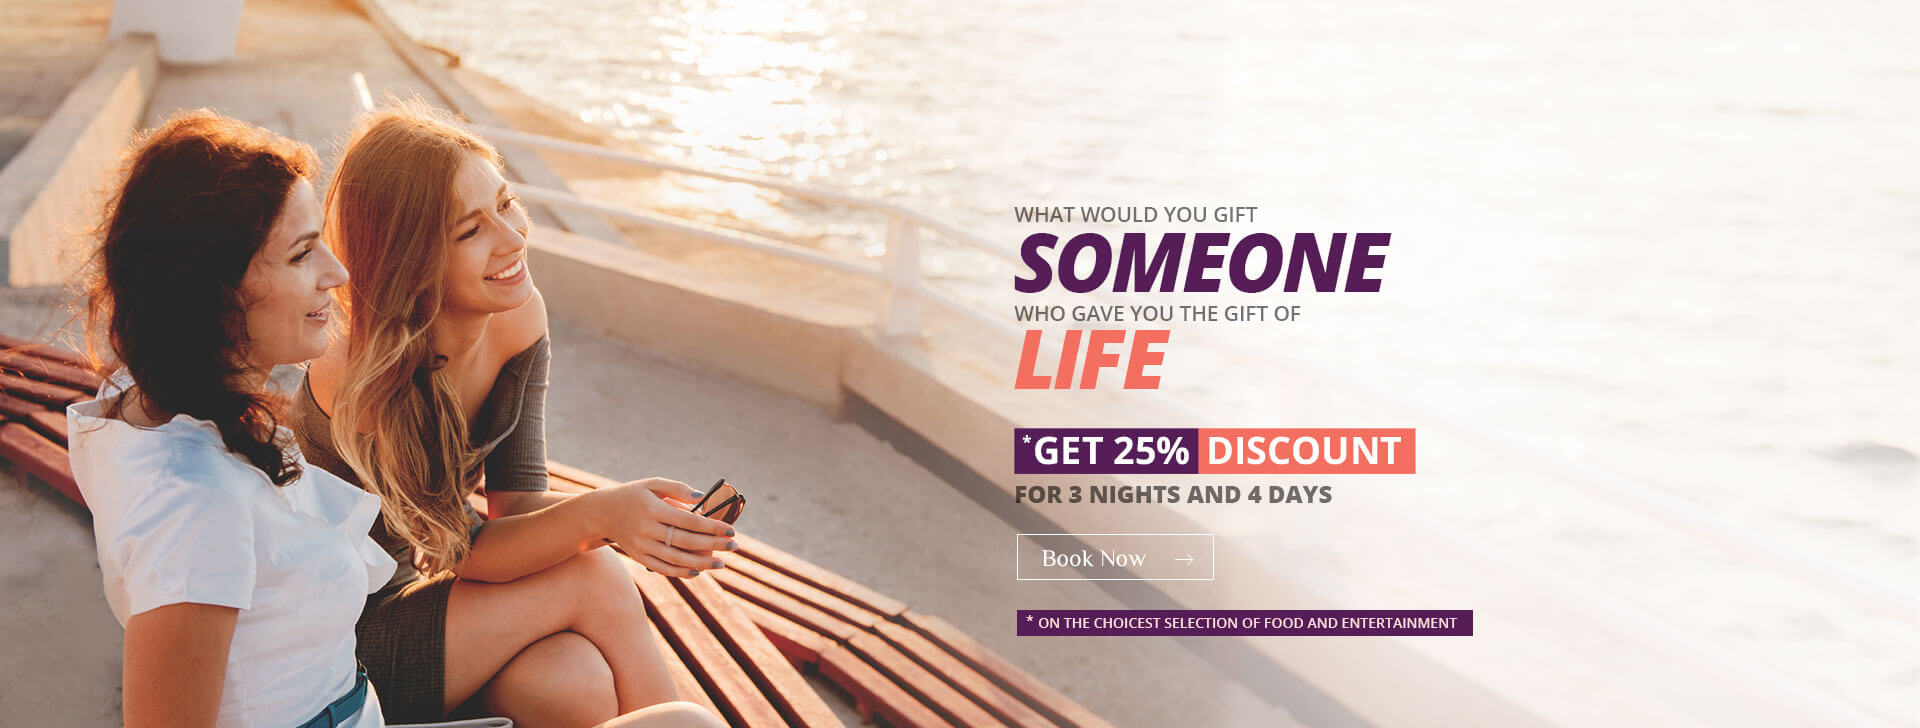 WHAT WOULD YOU GIFT
SOMEONE
WHO GAVE YOU THE GIFT OF
LIFE
*GET 25% DISCOUNT
FOR 3 NIGHTS AND 4 DAYS
Book Now →
* ON THE CHOICEST SELECTION OF FOOD AND ENTERTAINMENT